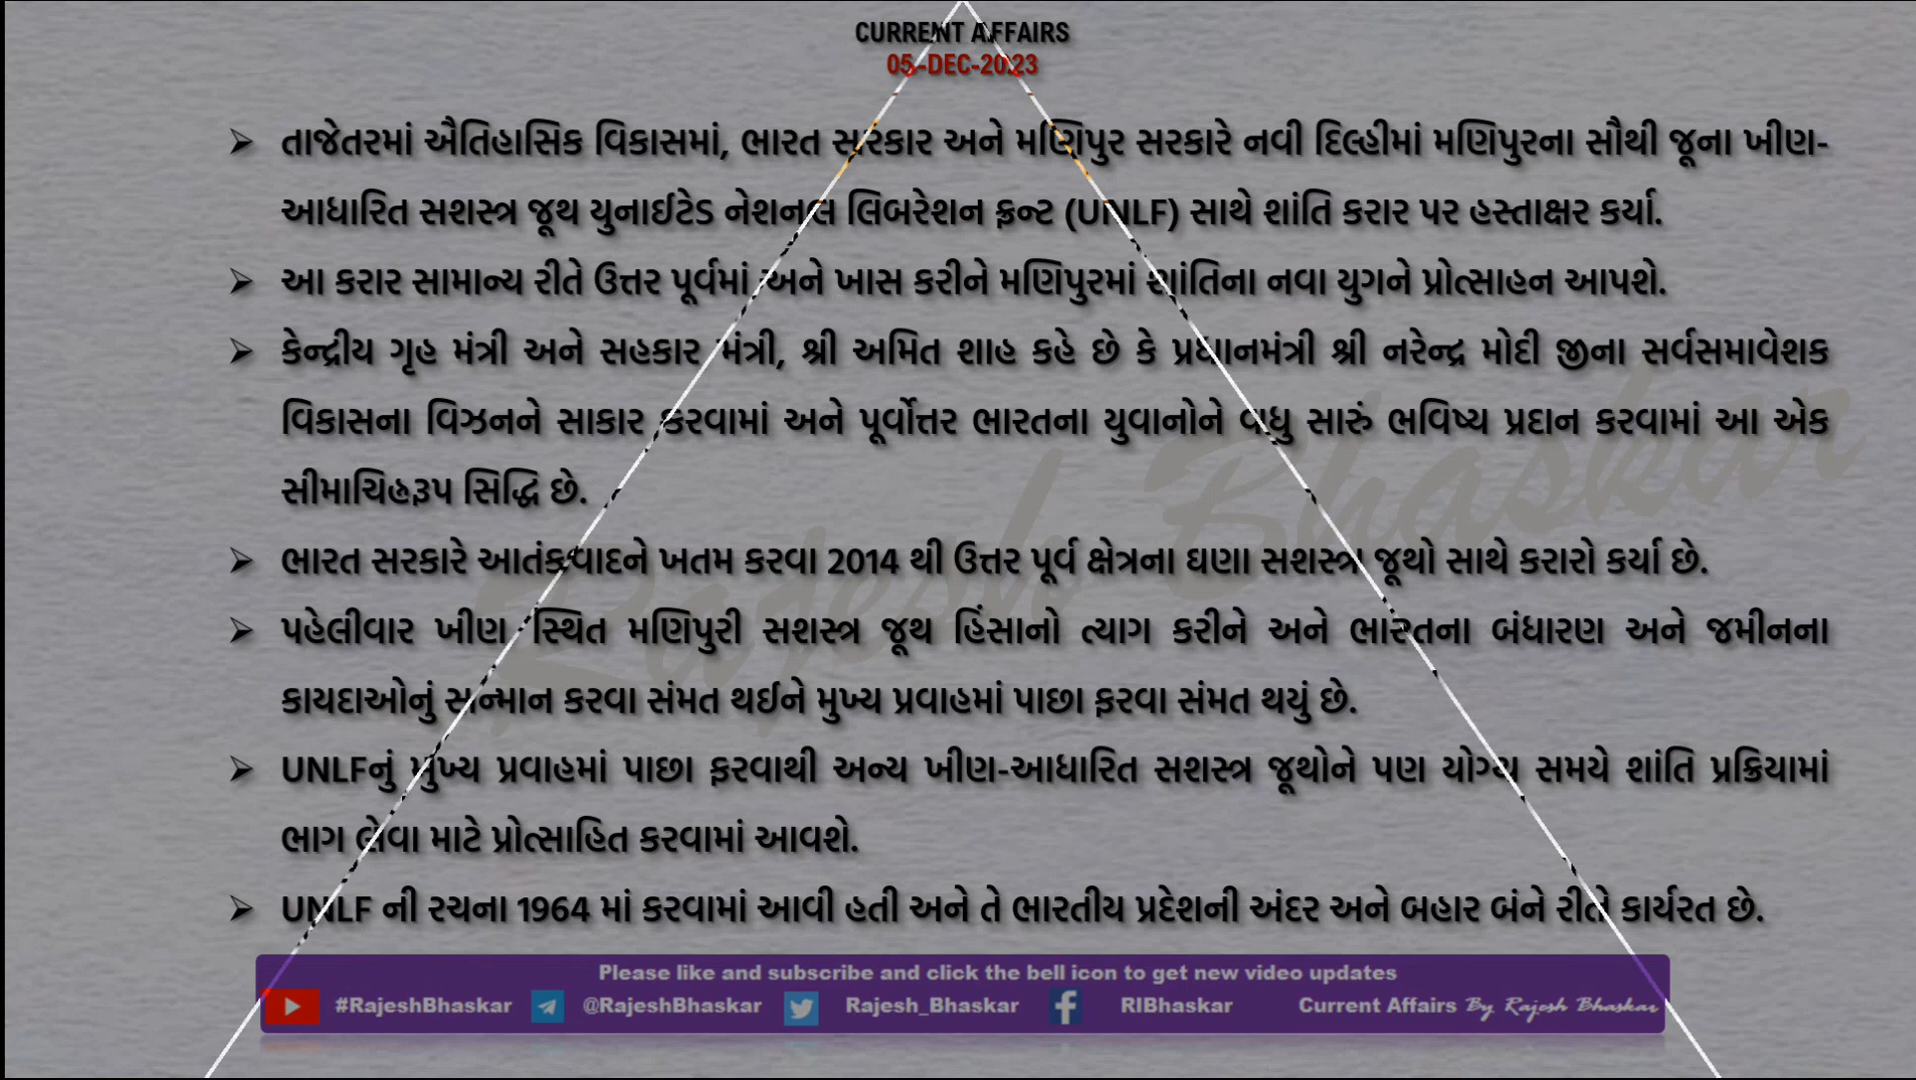 CURRENT AFFAIRS
05-DEC-2023
➢ તાજેતરમાં ઐતિહાસિક વિકાસમાં, ભારત સરકાર અને મણિપુર સરકારે નવી દિલ્હીમાં મણિપુરના સૌથી જૂના ખીણ-
આધારિત સશસ્ત્ર જૂથ યુનાઈટેડ નેશનલ લિબરેશન ફ્રન્ટ (UNLF) સાથે શાંતિ કરાર પર હસ્તાક્ષર કર્યા.
➢ આ કરાર સામાન્ય રીતે ઉત્તર પૂર્વમાં અને ખાસ કરીને મણિપુરમાં શાંતિના નવા યુગને પ્રોત્સાહન આપશે.
➢ કેન્દ્રીય ગૃહ મંત્રી અને સહકાર મંત્રી, શ્રી અમિત શાહ કહે છે કે પ્રધાનમંત્રી શ્રી નરેન્દ્ર મોદી જીના સર્વસમાવેશક
વિકાસના વિઝનને સાકાર કરવામાં અને પૂર્વોત્તર ભારતના યુવાનોને વધુ સારું ભવિષ્ય પ્રદાન કરવામાં આ એક
સીમાચિહ્નરૂપ સિદ્ધિ છે.
➢ ભારત સરકારે આતંકવાદને ખતમ કરવા 2014 થી ઉત્તર પૂર્વ ક્ષેત્રના ઘણા સશસ્ત્ર જૂથો સાથે કરારો કર્યા છે.
➢ પહેલીવાર ખીણ સ્થિત મણિપુરી સશસ્ત્ર જૂથ હિંસાનો ત્યાગ કરીને અને ભારતના બંધારણ અને જમીનના
કાયદાઓનું સન્માન કરવા સંમત થઈને મુખ્ય પ્રવાહમાં પાછા ફરવા સંમત થયું છે.
➢ UNLFનું મુખ્ય પ્રવાહમાં પાછા ફરવાથી અન્ય ખીણ-આધારિત સશસ્ત્ર જૂથોને પણ યોગ્ય સમયે શાંતિ પ્રક્રિયામાં
ભાગ લેવા માટે પ્રોત્સાહિત કરવામાં આવશે.
➢ UNLF ની રચના 1964 માં કરવામાં આવી હતી અને તે ભારતીય પ્રદેશની અંદર અને બહાર બંને રીતે કાર્યરત છે.
Rajesh Bhaskar
Please like and subscribe and click the bell icon to get new video updates
#RajeshBhaskar @RajeshBhaskar Rajesh_Bhaskar RIBhaskar Current Affairs By Rajesh Bhaskar